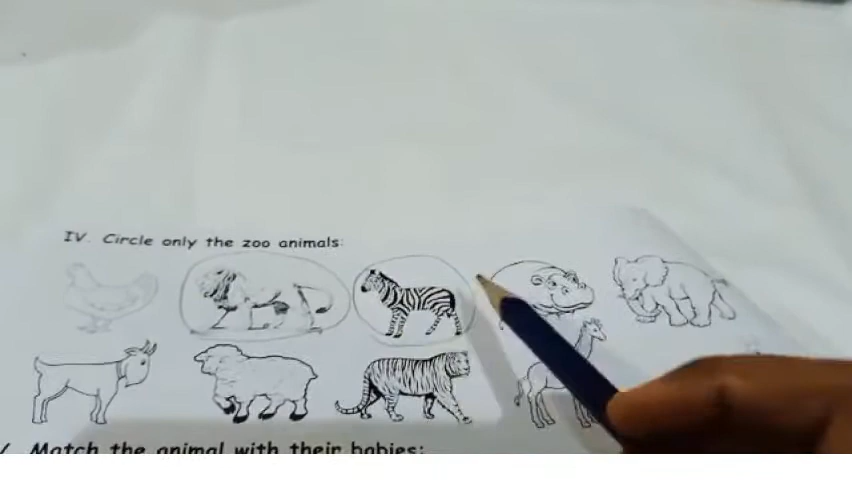 IV. Circle only the zoo animals:
Match the animal with their babies: